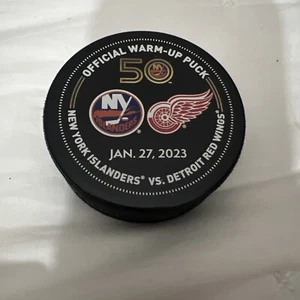 OFFICIAL WARM-UP PUCK
50
NY
ISLANDERS
JAN. 27, 2023
NEW YORK ISLANDERS® VS. DETROIT RED WINGS®